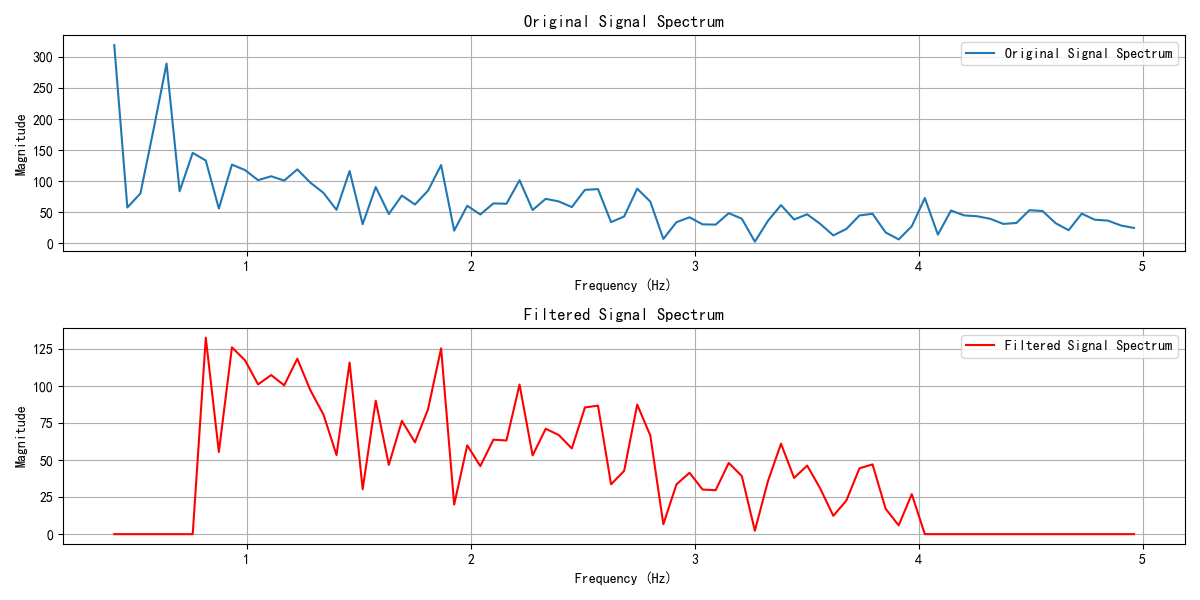 Original Signal Spectrum
300
250
200
150
100
50
0
Magnitude
Original Signal Spectrum
1 2 3 4 5
Frequency (Hz)
Filtered Signal Spectrum
125
100
75
50
25
0
Magnitude
Filtered Signal Spectrum
1 2 3 4 5
Frequency (Hz)